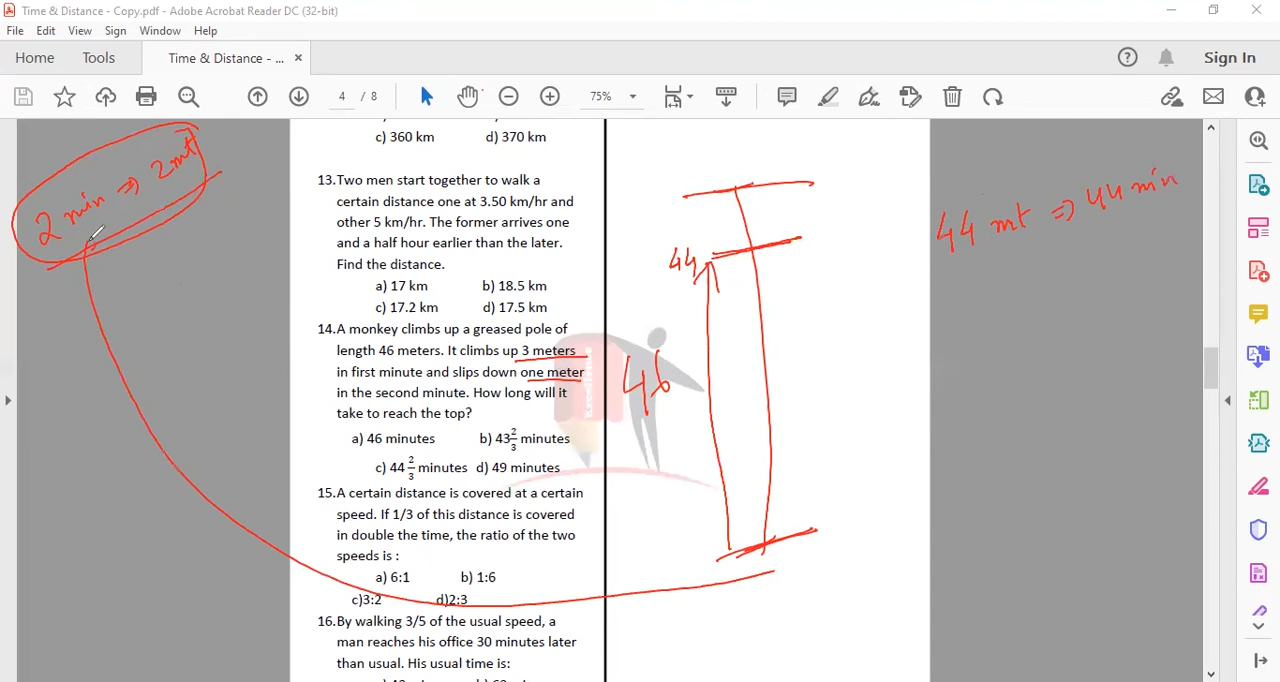 Time & Distance - Copy.pdf - Adobe Acrobat Reader DC (32-bit)
File Edit View Sign Window Help
Home Tools Time & Distance - ... × Sign In
4 / 8 75%
c) 360 km d) 370 km
13. Two men start together to walk a
certain distance one at 3.50 km/hr and
other 5 km/hr. The former arrives one
and a half hour earlier than the later.
Find the distance.
a) 17 km b) 18.5 km
c) 17.2 km d) 17.5 km
14. A monkey climbs up a greased pole of
length 46 meters. It climbs up 3 meters
in first minute and slips down one meter
in the second minute. How long will it
take to reach the top?
a) 46 minutes b) 43 2/3 minutes
c) 44 2/3 minutes d) 49 minutes
15. A certain distance is covered at a certain
speed. If 1/3 of this distance is covered
in double the time, the ratio of the two
speeds is :
a) 6:1 b) 1:6
c)3:2 d)2:3
16. By walking 3/5 of the usual speed, a
man reaches his office 30 minutes later
than usual. His usual time is:
2 min ⇒ 2 mt
44
46
44 mt ⇒ 44 min